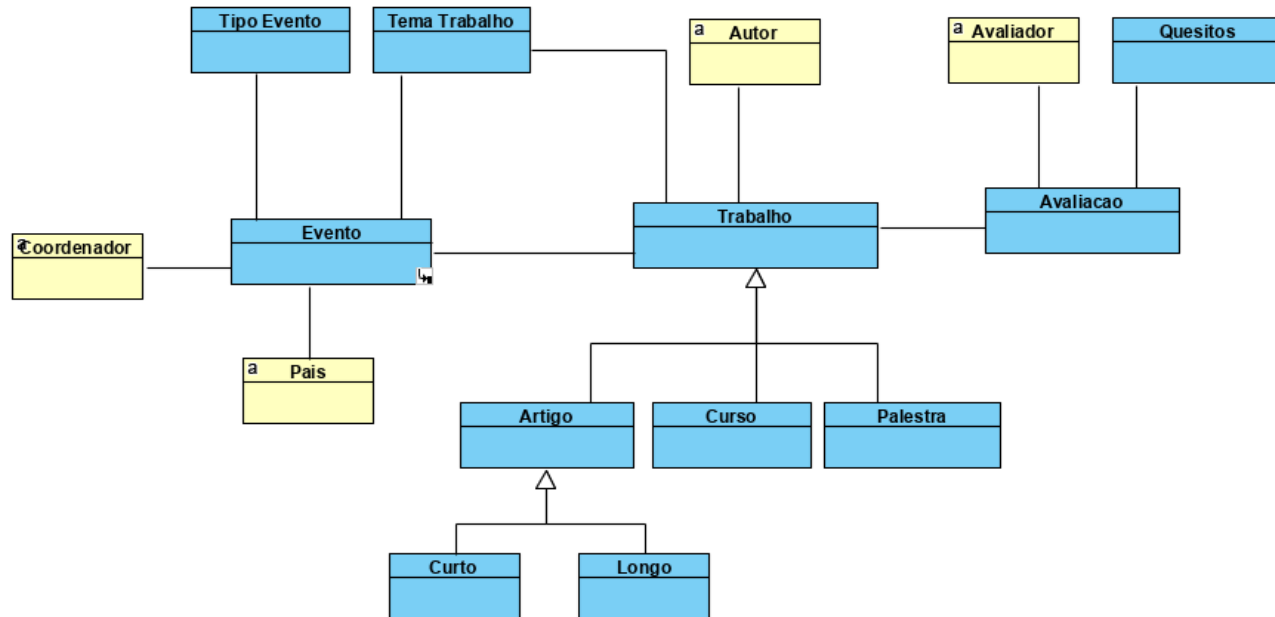 Tipo Evento
Tema Trabalho
a
Autor
a
Avaliador
Quesitos
Avaliacao
Trabalho
Evento
a
Coordenador
a
Pais
Artigo
Curso
Palestra
Curto
Longo